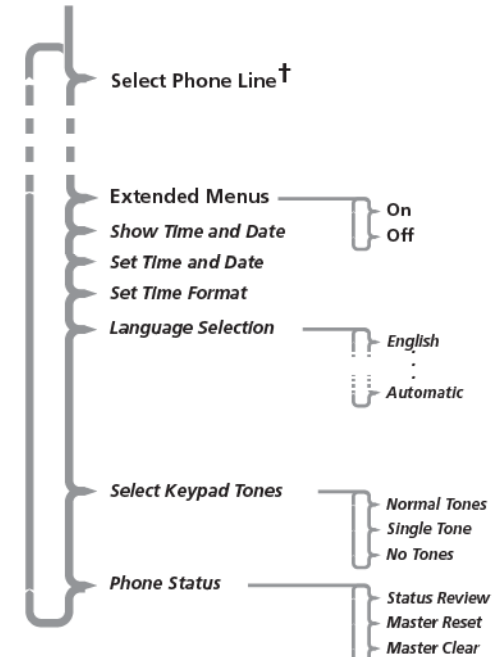 Select Phone Line†
Extended Menus
On
Off
Show Time and Date
Set Time and Date
Set Time Format
Language Selection
English
Automatic
Select Keypad Tones
Normal Tones
Single Tone
No Tones
Phone Status
Status Review
Master Reset
Master Clear